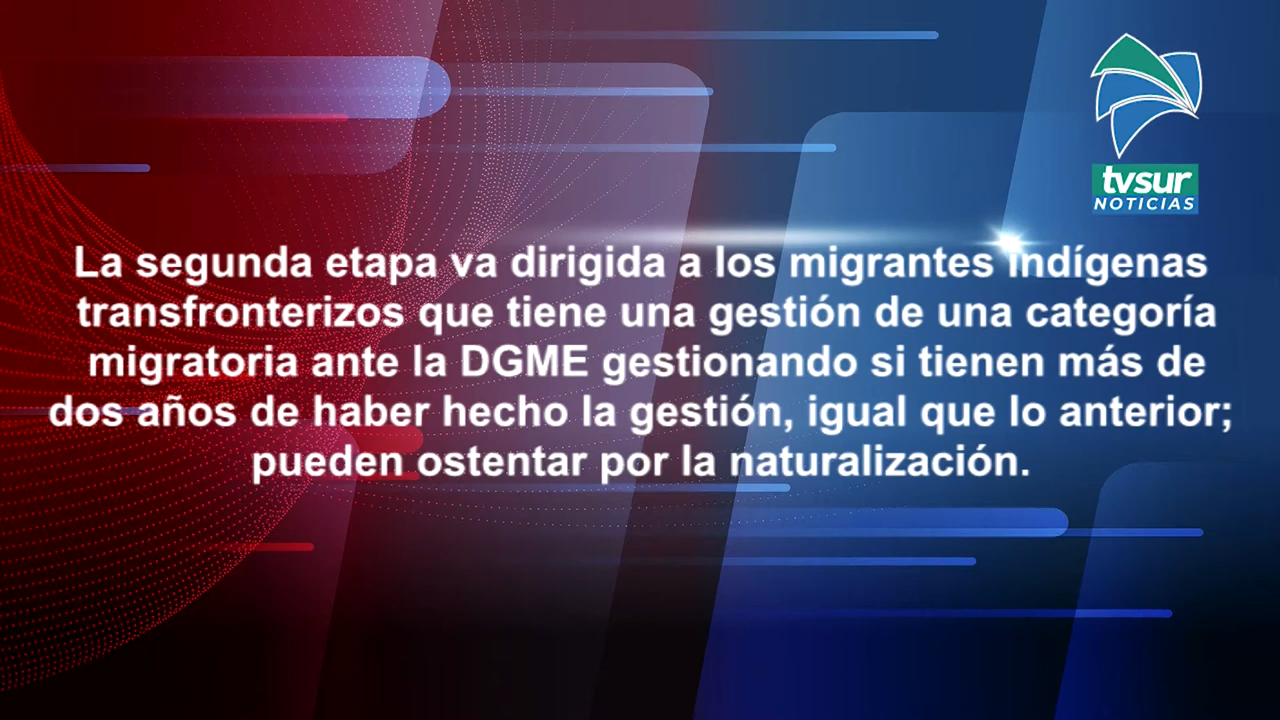 tvsur
NOTICIAS
La segunda etapa va dirigida a los migrantes indígenas
transfronterizos que tiene una gestión de una categoría
migratoria ante la DGME gestionando si tienen más de
dos años de haber hecho la gestión, igual que lo anterior;
pueden ostentar por la naturalización.